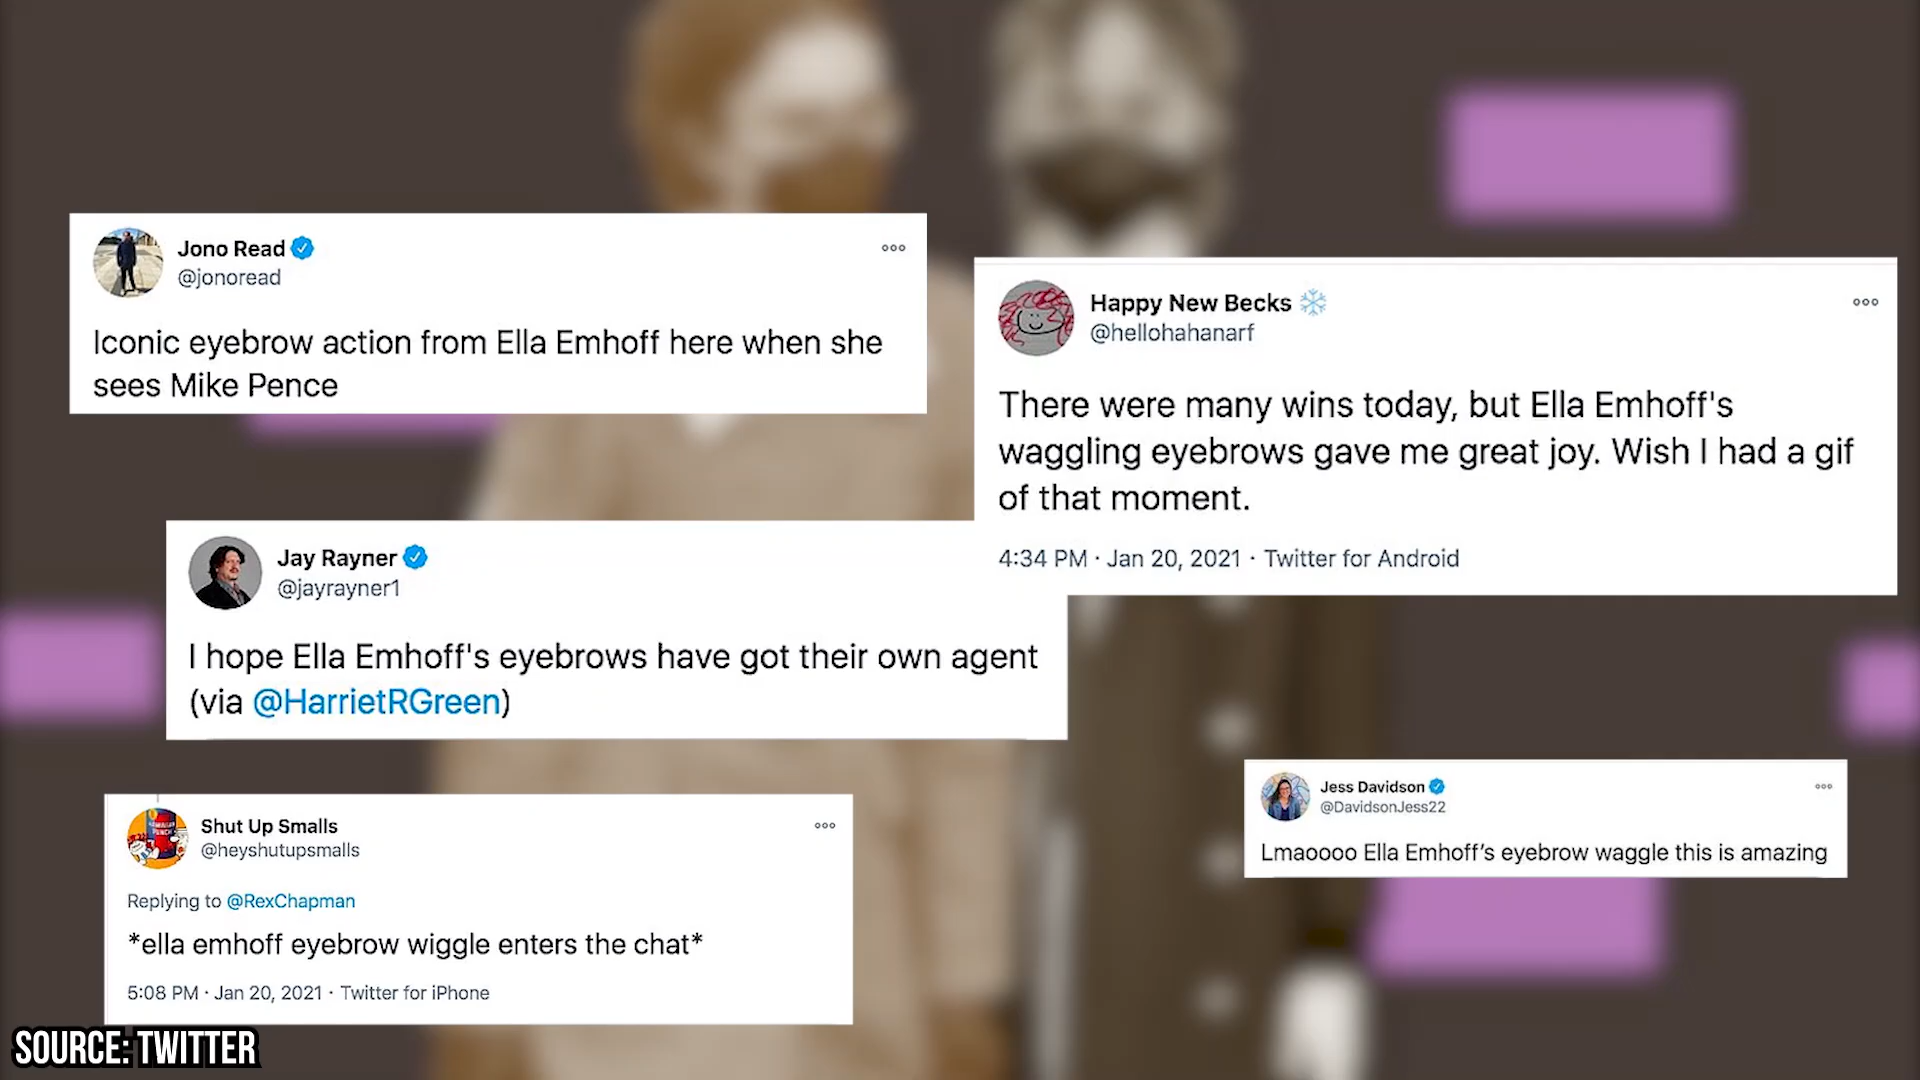 Jono Read
@jonoread
Iconic eyebrow action from Ella Emhoff here when she
sees Mike Pence
Happy New Becks ❄️
@hellohahanarf
There were many wins today, but Ella Emhoff's
waggling eyebrows gave me great joy. Wish I had a gif
of that moment.
4:34 PM · Jan 20, 2021 · Twitter for Android
Jay Rayner
@jayrayner1
I hope Ella Emhoff's eyebrows have got their own agent
(via @HarrietRGreen)
Shut Up Smalls
@heyshutupsmalls
Replying to @RexChapman
*ella emhoff eyebrow wiggle enters the chat*
5:08 PM · Jan 20, 2021 · Twitter for iPhone
Jess Davidson
@DavidsonJess22
Lmaoooo Ella Emhoff’s eyebrow waggle this is amazing
SOURCE: TWITTER